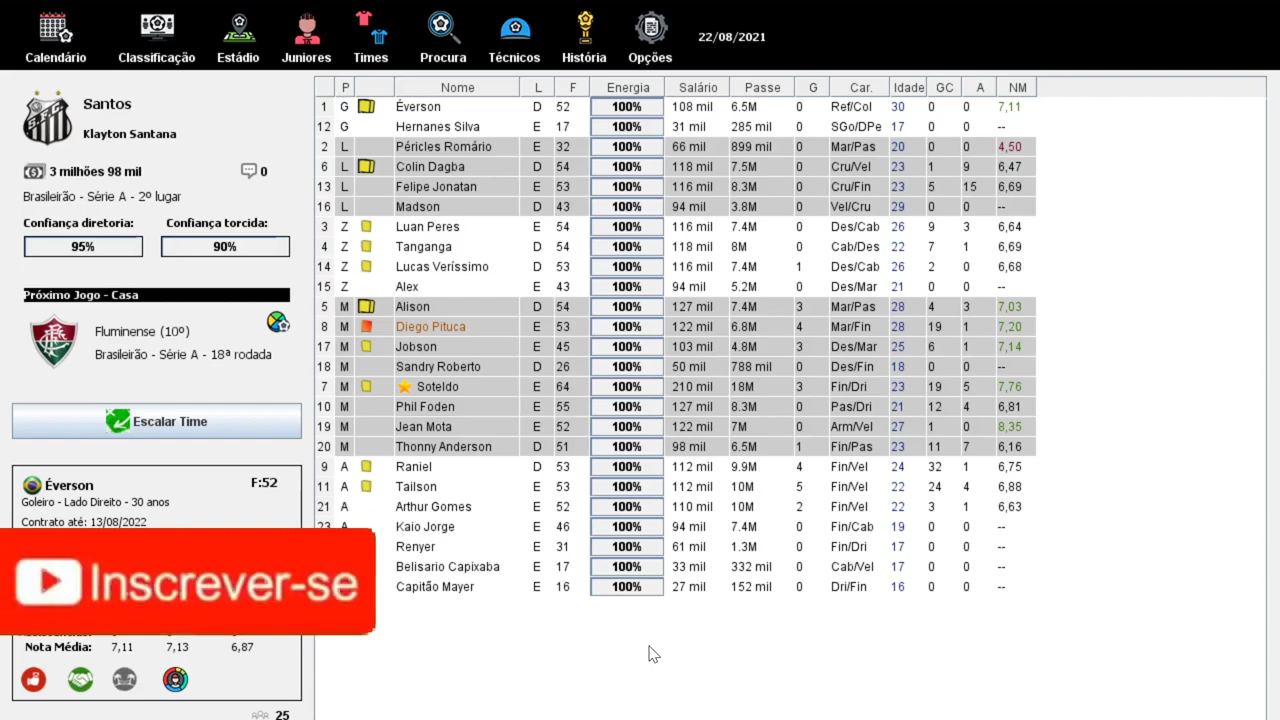 Calendário Classificação Estádio Juniores Times Procura Técnicos História Opções 22/08/2021
Santos
Klayton Santana
3 milhões 98 mil 0
Brasileirão - Série A - 2º lugar
Confiança diretoria: Confiança torcida:
95% 90%
Próximo Jogo - Casa
Fluminense (10º)
Brasileirão - Série A - 18ª rodada
Escalar Time
Éverson F:52
Goleiro - Lado Direito - 30 anos
Contrato até: 13/08/2022
Inscrever-se
Nota Média: 7,11 7,13 6,87
25
P Nome L F Energia Salário Passe G Car. Idade GC A NM
1 G Éverson D 52 100% 108 mil 6.5M 0 Ref/Col 30 0 0 7,11
12 G Hernanes Silva E 17 100% 31 mil 285 mil 0 SGo/DPe 17 0 0 --
2 L Péricles Romário E 32 100% 66 mil 899 mil 0 Mar/Pas 20 0 0 4,50
6 L Colin Dagba D 54 100% 118 mil 7.5M 0 Cru/Vel 23 1 9 6,47
13 L Felipe Jonatan E 53 100% 116 mil 8.3M 0 Cru/Fin 23 5 15 6,69
16 L Madson D 43 100% 94 mil 3.8M 0 Vel/Cru 29 0 0 --
3 Z Luan Peres E 54 100% 116 mil 7.4M 0 Des/Cab 26 9 3 6,64
4 Z Tanganga D 54 100% 118 mil 8M 0 Cab/Des 22 7 1 6,69
14 Z Lucas Veríssimo D 53 100% 116 mil 7.4M 1 Des/Cab 26 2 0 6,68
15 Z Alex E 43 100% 94 mil 5.2M 0 Des/Mar 21 0 0 --
5 M Alison D 54 100% 127 mil 7.4M 3 Mar/Pas 28 4 3 7,03
8 M Diego Pituca E 53 100% 122 mil 6.8M 4 Mar/Fin 28 19 1 7,20
17 M Jobson E 45 100% 103 mil 4.8M 3 Des/Mar 25 6 1 7,14
18 M Sandry Roberto D 26 100% 50 mil 788 mil 0 Des/Fin 18 0 0 --
7 M Soteldo E 64 100% 210 mil 18M 3 Fin/Dri 23 19 5 7,76
10 M Phil Foden E 55 100% 127 mil 8.3M 0 Pas/Dri 21 12 4 6,81
19 M Jean Mota E 52 100% 122 mil 7M 0 Arm/Vel 27 1 0 8,35
20 M Thonny Anderson D 51 100% 98 mil 6.5M 1 Fin/Pas 23 11 7 6,16
9 A Raniel D 53 100% 112 mil 9.9M 4 Fin/Vel 24 32 1 6,75
11 A Tailson E 53 100% 112 mil 10M 5 Fin/Vel 22 24 4 6,88
21 A Arthur Gomes E 52 100% 110 mil 10M 2 Fin/Vel 22 3 1 6,63
23 A Kaio Jorge E 46 100% 94 mil 7.4M 0 Fin/Cab 19 0 0 --
Renyer E 31 100% 61 mil 1.3M 0 Fin/Dri 17 0 0 --
Belisario Capixaba E 17 100% 33 mil 332 mil 0 Cab/Vel 17 0 0 --
Capitão Mayer E 16 100% 27 mil 152 mil 0 Dri/Fin 16 0 0 --